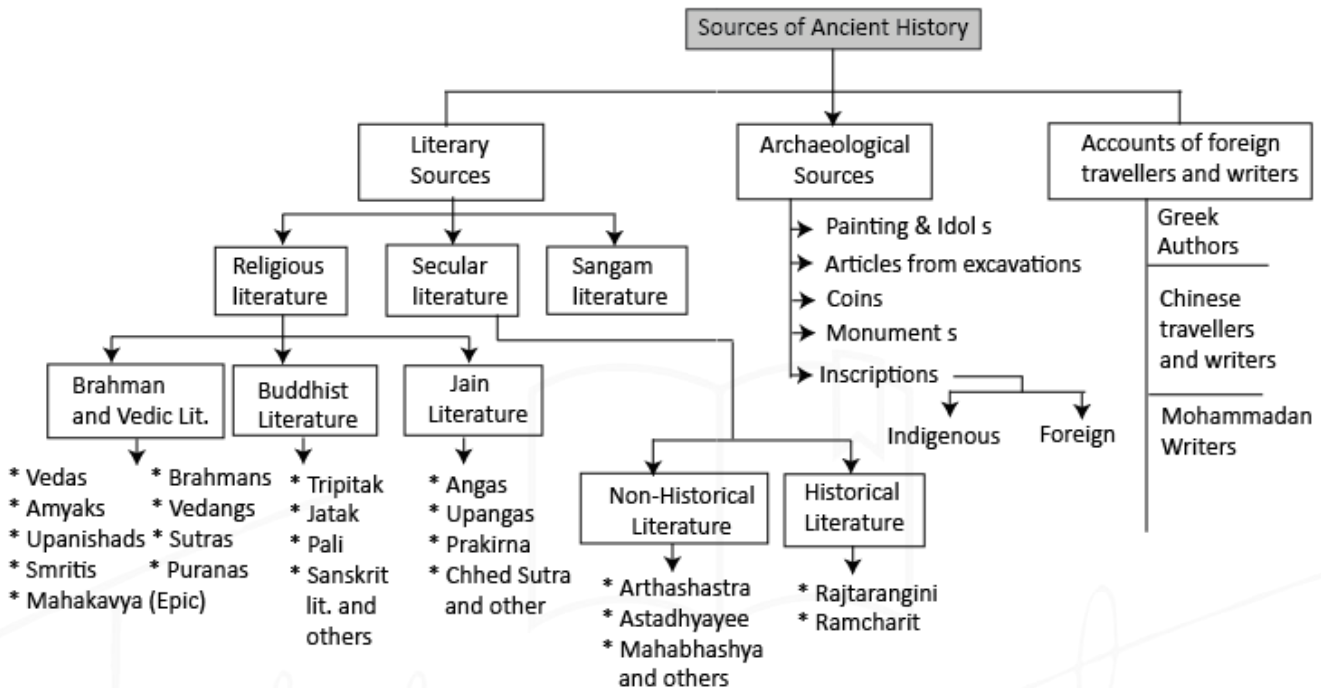 Sources of Ancient History
Literary
Sources
Archaeological
Sources
Accounts of foreign
travellers and writers
Religious
literature
Secular
literature
Sangam
literature
Painting & Idol s
Articles from excavations
Coins
Monument s
Inscriptions
Indigenous
Foreign
Greek
Authors
Chinese
travellers
and writers
Mohammadan
Writers
Brahman
and Vedic Lit.
Buddhist
Literature
Jain
Literature
* Vedas
* Amyaks
* Upanishads
* Smritis
* Mahakavya (Epic)
* Brahmans
* Vedangs
* Sutras
* Puranas
* Tripitak
* Jatak
* Pali
* Sanskrit
lit. and
others
* Angas
* Upangas
* Prakirna
* Chhed Sutra
and other
Non-Historical
Literature
Historical
Literature
* Arthashastra
* Astadhyayee
* Mahabhashya
and others
* Rajtarangini
* Ramcharit